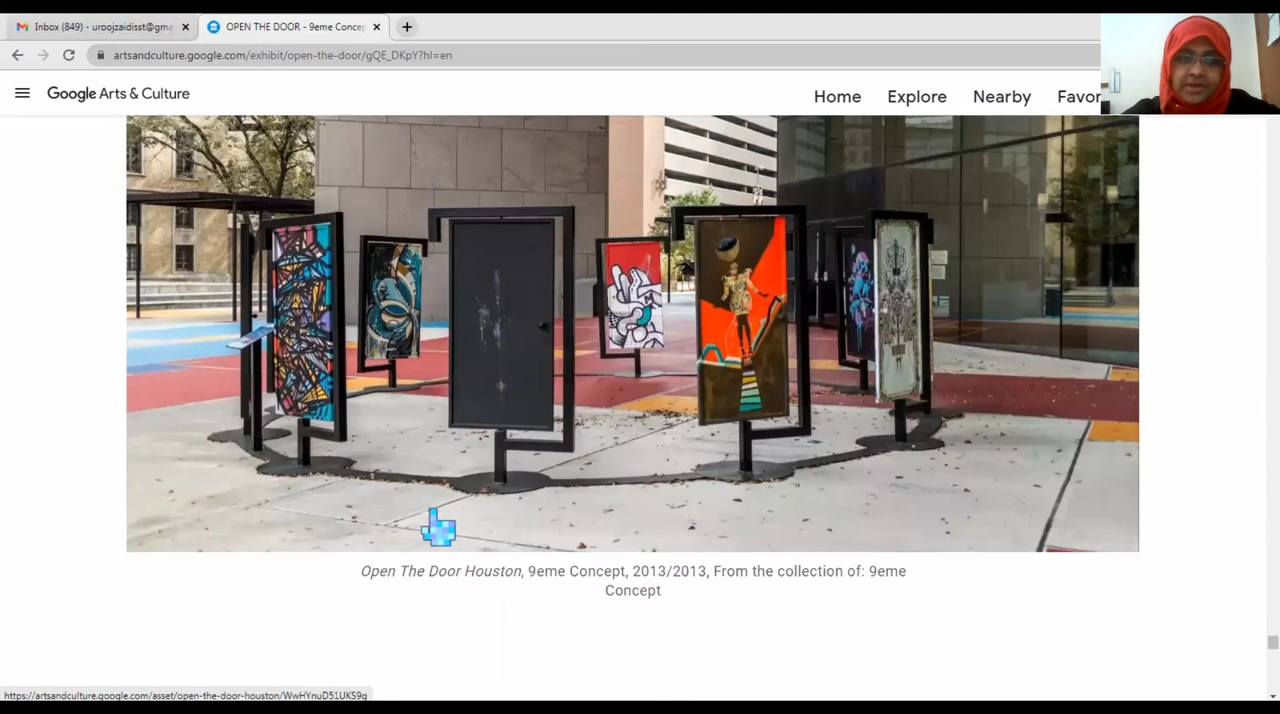 Inbox (849) - uroojzaidisst@gma
OPEN THE DOOR - 9eme Concep
artsandculture.google.com/exhibit/open-the-door/gQE_DKpY?hl=en
Google Arts & Culture
Home Explore Nearby Favor
Open The Door Houston, 9eme Concept, 2013/2013, From the collection of: 9eme
Concept
https://artsandculture.google.com/asset/open-the-door-houston/WwHYnuD51UKS9g